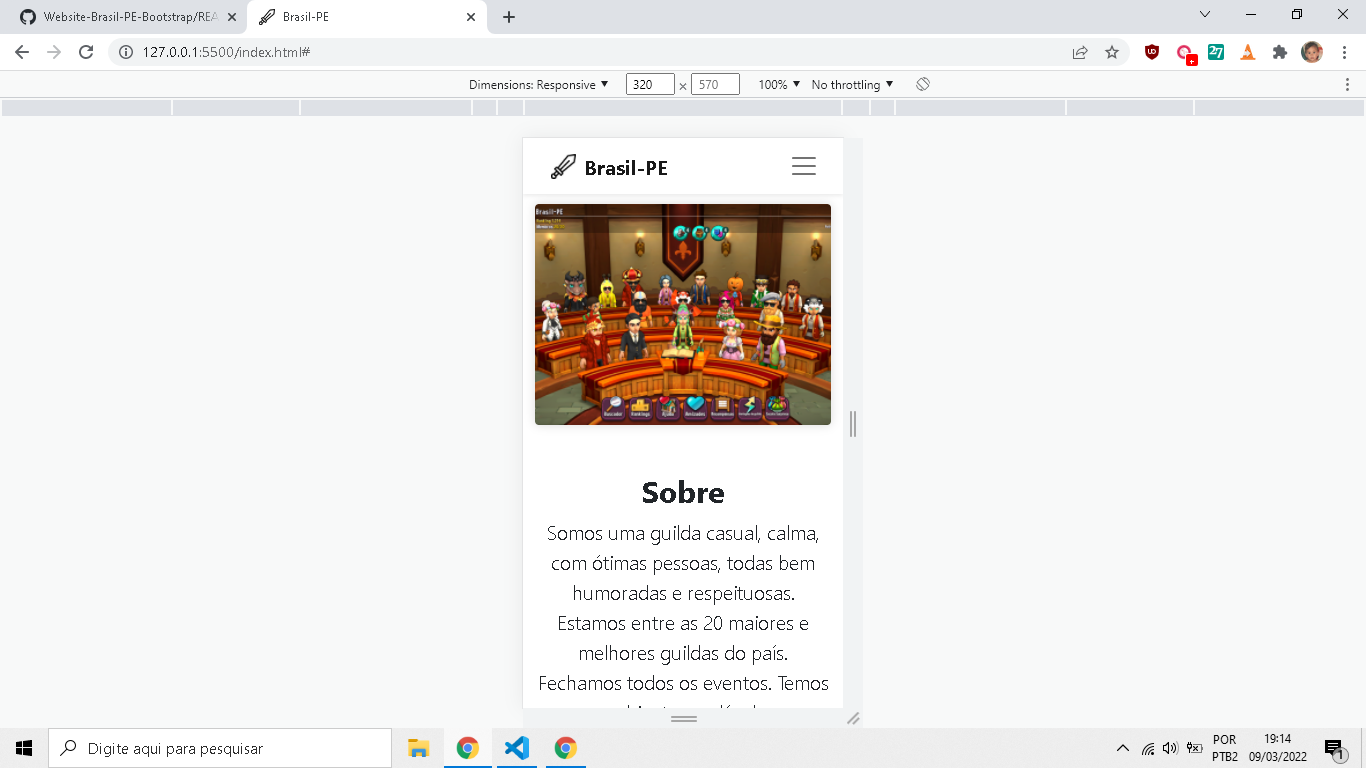 Website-Brasil-PE-Bootstrap/REA
Brasil-PE
127.0.0.1:5500/index.html#
Dimensions: Responsive
320
×
570
100%
No throttling
Brasil-PE
Brasil-PE
Sobre
Somos uma guilda casual, calma,
com ótimas pessoas, todas bem
humoradas e respeituosas.
Estamos entre as 20 maiores e
melhores guildas do país.
Fechamos todos os eventos. Temos
Digite aqui para pesquisar
POR
PTB2
19:14
09/03/2022
1